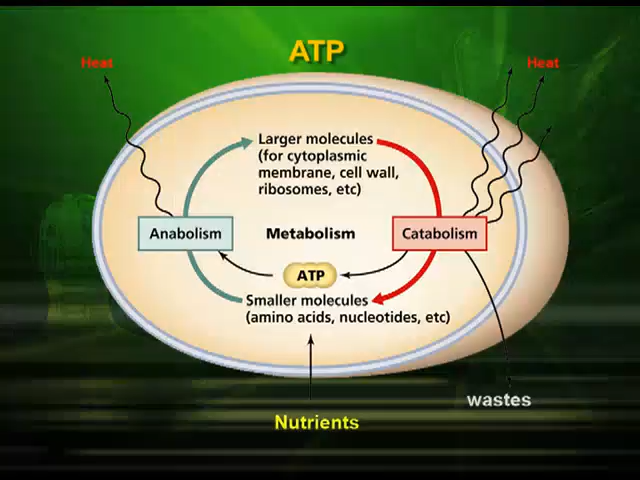 ATP
Heat
Heat
Larger molecules
(for cytoplasmic
membrane, cell wall,
ribosomes, etc)
Anabolism
Metabolism
Catabolism
ATP
Smaller molecules
(amino acids, nucleotides, etc)
wastes
Nutrients